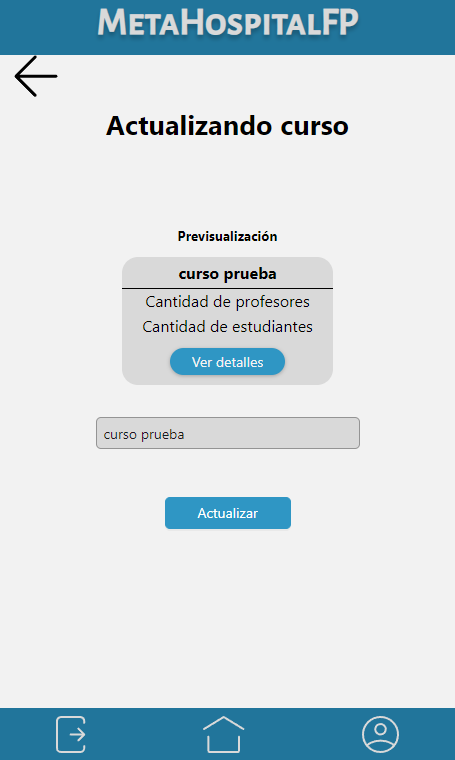 MetaHospitalFP
Actualizando curso
Previsualización
curso prueba
Cantidad de profesores
Cantidad de estudiantes
Ver detalles
curso prueba
Actualizar